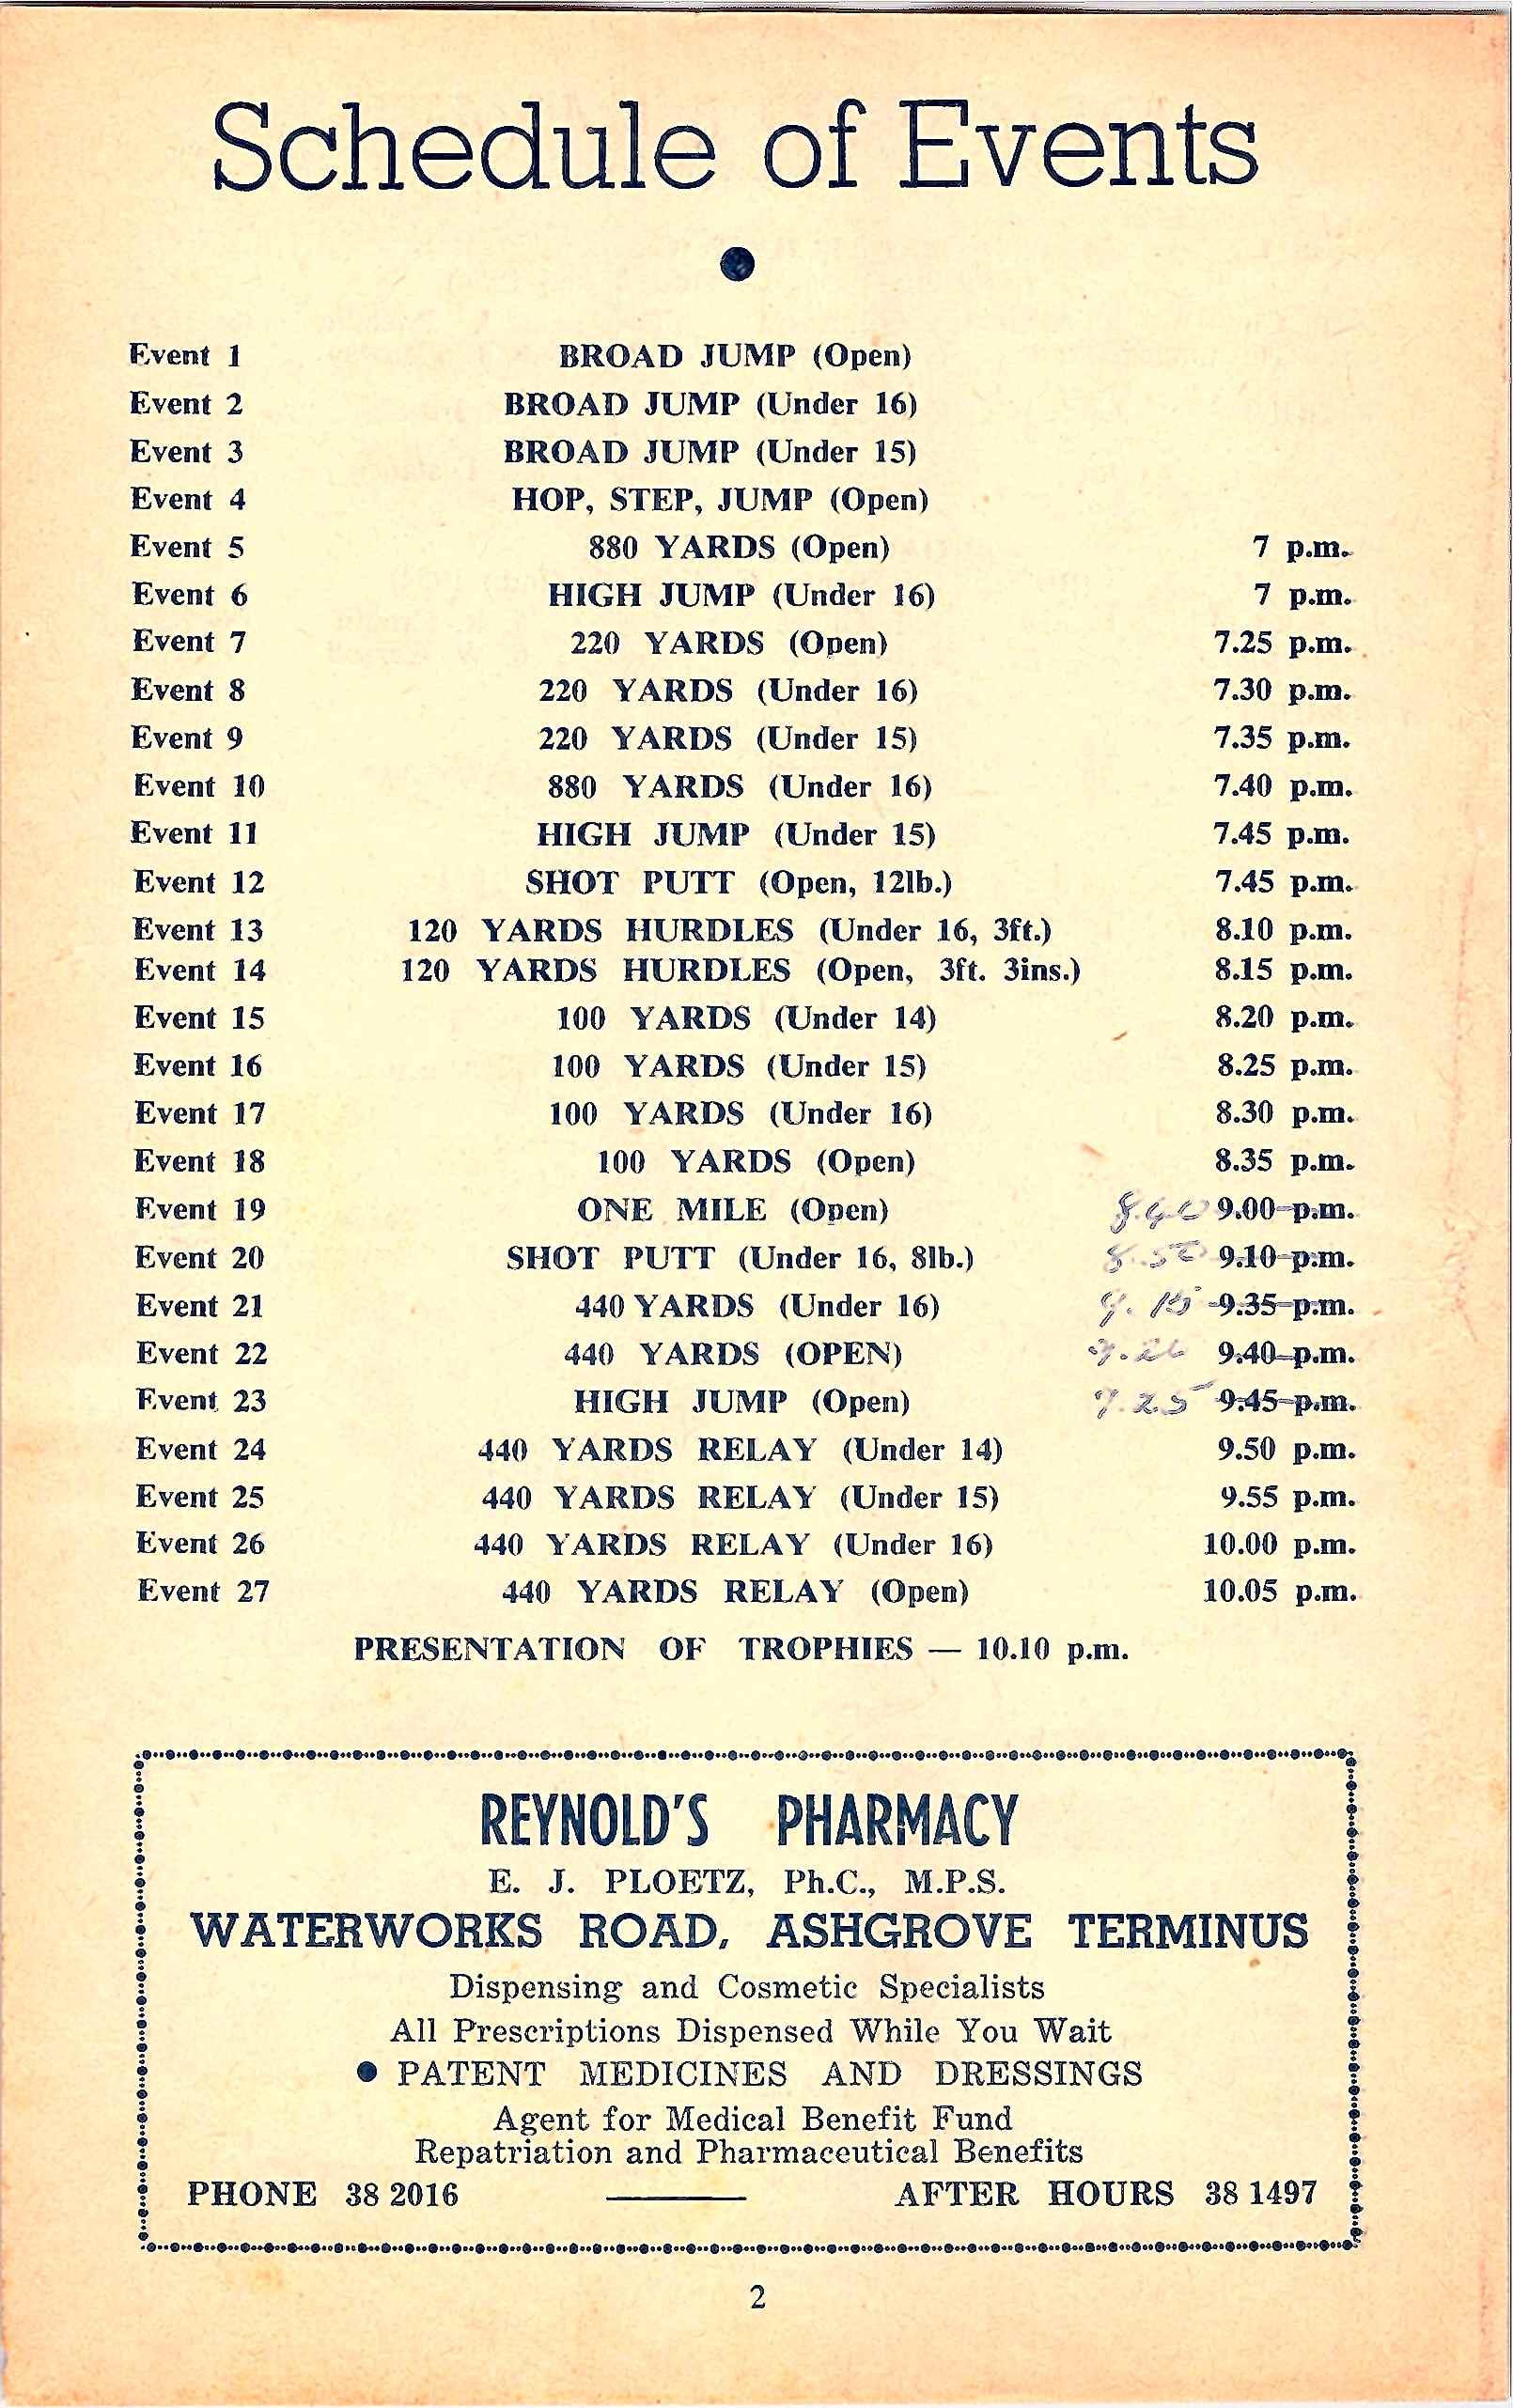 Schedule of Events
Event 1 BROAD JUMP (Open)
Event 2 BROAD JUMP (Under 16)
Event 3 BROAD JUMP (Under 15)
Event 4 HOP, STEP, JUMP (Open)
Event 5 880 YARDS (Open) 7 p.m.
Event 6 HIGH JUMP (Under 16) 7 p.m.
Event 7 220 YARDS (Open) 7.25 p.m.
Event 8 220 YARDS (Under 16) 7.30 p.m.
Event 9 220 YARDS (Under 15) 7.35 p.m.
Event 10 880 YARDS (Under 16) 7.40 p.m.
Event 11 HIGH JUMP (Under 15) 7.45 p.m.
Event 12 SHOT PUTT (Open, 12lb.) 7.45 p.m.
Event 13 120 YARDS HURDLES (Under 16, 3ft.) 8.10 p.m.
Event 14 120 YARDS HURDLES (Open, 3ft. 3ins.) 8.15 p.m.
Event 15 100 YARDS (Under 14) 8.20 p.m.
Event 16 100 YARDS (Under 15) 8.25 p.m.
Event 17 100 YARDS (Under 16) 8.30 p.m.
Event 18 100 YARDS (Open) 8.35 p.m.
Event 19 ONE MILE (Open) 9.00 p.m.
Event 20 SHOT PUTT (Under 16, 8lb.) 8.50 9.10 p.m.
Event 21 440 YARDS (Under 16) 9.15 9.35 p.m.
Event 22 440 YARDS (OPEN) 9.40 p.m.
Event 23 HIGH JUMP (Open) 9.25 9.45 p.m.
Event 24 440 YARDS RELAY (Under 14) 9.50 p.m.
Event 25 440 YARDS RELAY (Under 15) 9.55 p.m.
Event 26 440 YARDS RELAY (Under 16) 10.00 p.m.
Event 27 440 YARDS RELAY (Open) 10.05 p.m.
PRESENTATION OF TROPHIES — 10.10 p.m.
REYNOLD'S PHARMACY
E. J. PLOETZ, Ph.C., M.P.S.
WATERWORKS ROAD, ASHGROVE TERMINUS
Dispensing and Cosmetic Specialists
All Prescriptions Dispensed While You Wait
● PATENT MEDICINES AND DRESSINGS
Agent for Medical Benefit Fund
Repatriation and Pharmaceutical Benefits
PHONE 38 2016 AFTER HOURS 38 1497
2